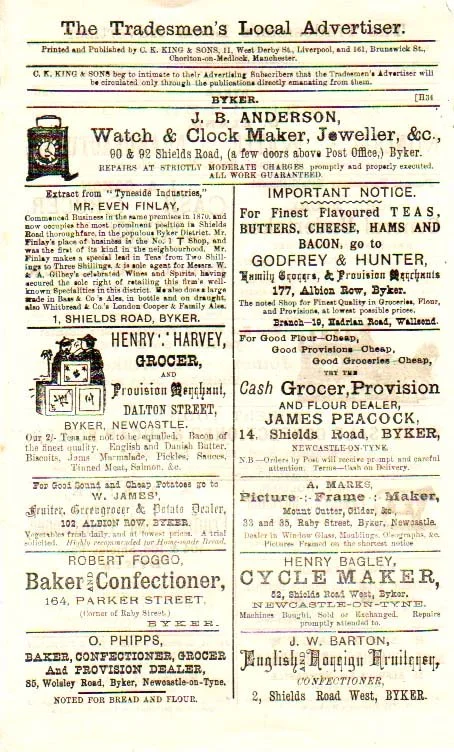 The Tradesmen's Local Advertiser.
Printed and Published by C. K. KING & SONS, 11, West Derby St., Liverpool, and 161, Brunswick St.,
Chorlton-on-Medlock, Manchester.
C. K. KING & SONS beg to intimate to their Advertising Subscribers that the Tradesmen's Advertiser will
be circulated only through the publications directly emanating from them.
BYKER. [H34
J. B. ANDERSON,
Watch & Clock Maker, Jeweller, &c.,
90 & 92 Shields Road, (a few doors above Post Office,) Byker.
REPAIRS AT STRICTLY MODERATE CHARGES promptly and properly executed.
ALL WORK GUARANTEED.
Extract from "Tyneside Industries,"
MR. EVEN FINLAY,
Commenced Business in the same premises in 1870, and
now occupies the most prominent position in Shields
Road thoroughfare, in the populous Byker District. Mr.
Finlay's place of business is the No. 1 T Shop, and
was the first of its kind in the neighbourhood. Mr.
Finlay makes a special lead in Teas from Two Shill-
ings to Three Shillings, & is sole agent for Messrs. W.
& A. Gilbey's celebrated Wines and Spirits, having
secured the sole right of retailing this firm's well-
known Specialities in this district. He also does a large
trade in Bass & Co's Ales, in bottle and on draught,
also Whitbread & Co's London Cooper & Family Ales.
1, SHIELDS ROAD, BYKER.
HENRY HARVEY,
GROCER,
AND
Provision Merchant,
DALTON STREET,
BYKER, NEWCASTLE.
Our 2/- Teas are not to be equalled. Bacon of
the finest quality. English and Danish Butter,
Biscuits, Jams Marmalade, Pickles, Sauces,
Tinned Meat, Salmon, &c.
For Good Sound and Cheap Potatoes go to
W. JAMES',
Fruiter, Greengrocer & Potato Dealer,
102, ALBION ROW, BYKER.
Vegetables fresh daily, and at lowest prices. A trial
solicited. Highly recommended for Home-made Bread.
ROBERT FOGGO,
Baker AND Confectioner,
164, PARKER STREET,
(Corner of Raby Street.)
BYKER.
O. PHIPPS,
BAKER, CONFECTIONER, GROCER
And PROVISION DEALER,
85, Wolsley Road, Byker, Newcastle-on-Tyne.
NOTED FOR BREAD AND FLOUR.
IMPORTANT NOTICE.
For Finest Flavoured TEAS,
BUTTERS, CHEESE, HAMS AND
BACON, go to
GODFREY & HUNTER,
Family Grocers, & Provision Merchants
177, Albion Row, Byker.
The noted Shop for Finest Quality in Groceries, Flour,
and Provisions, at lowest possible prices.
Branch—19, Hadrian Road, Wallsend.
For Good Flour—Cheap,
Good Provisions—Cheap,
Good Groceries—Cheap,
TRY THE
Cash Grocer, Provision
AND FLOUR DEALER,
JAMES PEACOCK,
14, Shields Road, BYKER,
NEWCASTLE-ON-TYNE.
N.B—Orders by Post will receive prompt and careful
attention. Terms—Cash on Delivery.
A. MARKS,
Picture : Frame : Maker,
Mount Cutter, Gilder, &c.,
33 and 35, Raby Street, Byker, Newcastle.
Dealer in Window Glass, Mouldings, Oleographs, &c.
Pictures Framed on the shortest notice
HENRY BAGLEY,
CYCLE MAKER,
52, Shields Road West, Byker,
NEWCASTLE-ON-TYNE.
Machines Bought, Sold or Exchanged. Repairs
promptly attended to.
J. W. BARTON,
English AND Foreign Fruiterer,
CONFECTIONER,
2, Shields Road West, BYKER.